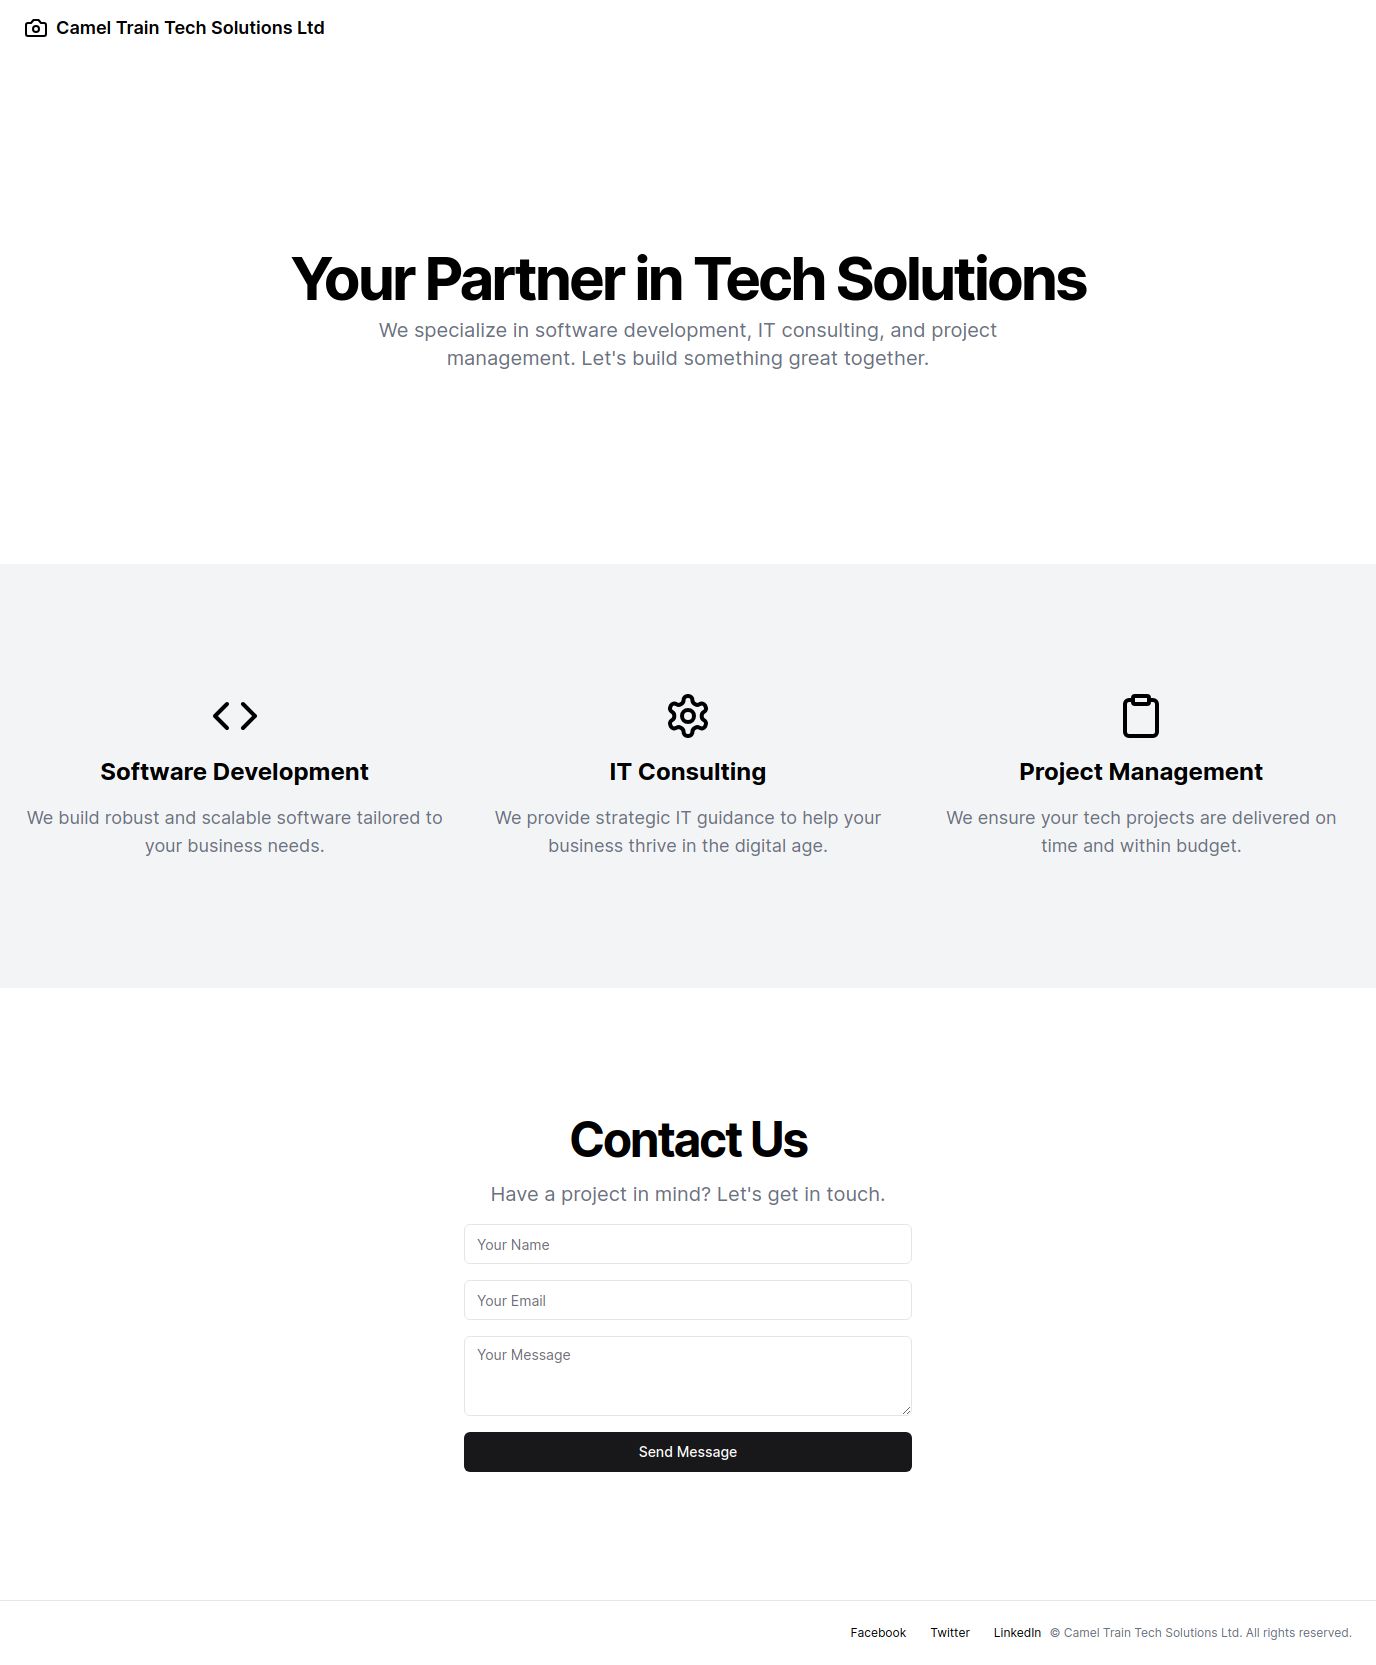 Camel Train Tech Solutions Ltd
Your Partner in Tech Solutions
We specialize in software development, IT consulting, and project
management. Let's build something great together.
Software Development
We build robust and scalable software tailored to
your business needs.
IT Consulting
We provide strategic IT guidance to help your
business thrive in the digital age.
Project Management
We ensure your tech projects are delivered on
time and within budget.
Contact Us
Have a project in mind? Let's get in touch.
Your Name
Your Email
Your Message
Send Message
Facebook Twitter LinkedIn © Camel Train Tech Solutions Ltd. All rights reserved.